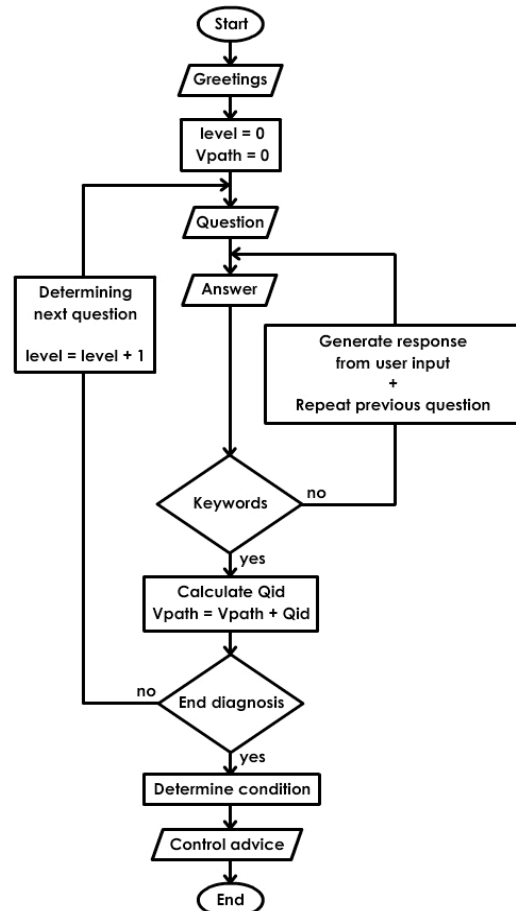 Start
Greetings
level = 0
Vpath = 0
Question
Answer
Determining
next question
level = level + 1
Generate response
from user input
+
Repeat previous question
Keywords
no
yes
Calculate Qid
Vpath = Vpath + Qid
no
End diagnosis
yes
Determine condition
Control advice
End